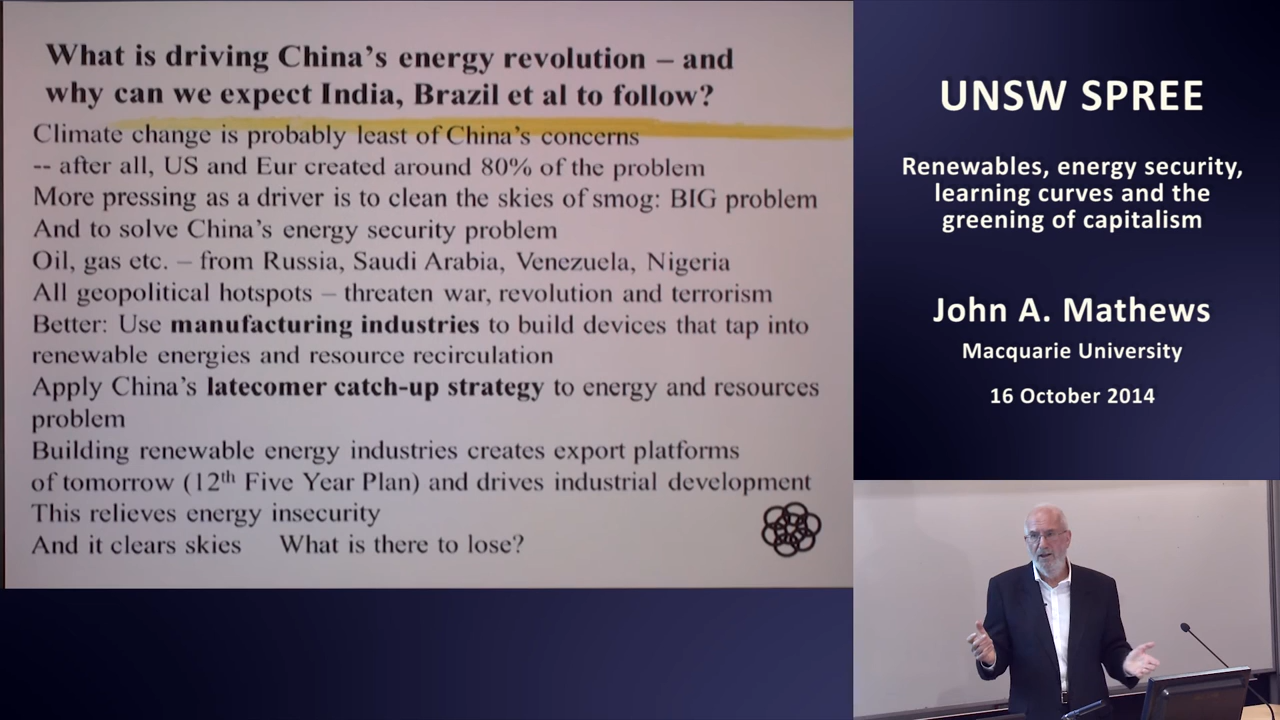 What is driving China's energy revolution – and
why can we expect India, Brazil et al to follow?
Climate change is probably least of China's concerns
-- after all, US and Eur created around 80% of the problem
More pressing as a driver is to clean the skies of smog: BIG problem
And to solve China's energy security problem
Oil, gas etc. – from Russia, Saudi Arabia, Venezuela, Nigeria
All geopolitical hotspots – threaten war, revolution and terrorism
Better: Use manufacturing industries to build devices that tap into
renewable energies and resource recirculation
Apply China's latecomer catch-up strategy to energy and resources
problem
Building renewable energy industries creates export platforms
of tomorrow (12th Five Year Plan) and drives industrial development
This relieves energy insecurity
And it clears skies What is there to lose?
UNSW SPREE
Renewables, energy security,
learning curves and the
greening of capitalism
John A. Mathews
Macquarie University
16 October 2014